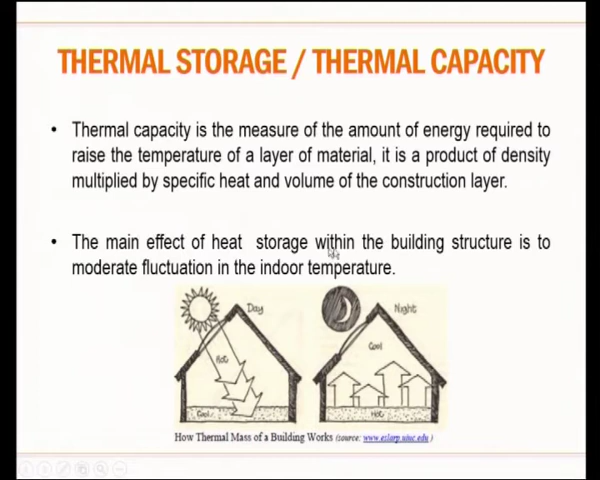 THERMAL STORAGE / THERMAL CAPACITY
• Thermal capacity is the measure of the amount of energy required to
raise the temperature of a layer of material, it is a product of density
multiplied by specific heat and volume of the construction layer.
• The main effect of heat storage within the building structure is to
moderate fluctuation in the indoor temperature.
Day
Night
Hot
Cool
Cool
Hot
How Thermal Mass of a Building Works (source: www.eslarp.uiuc.edu )